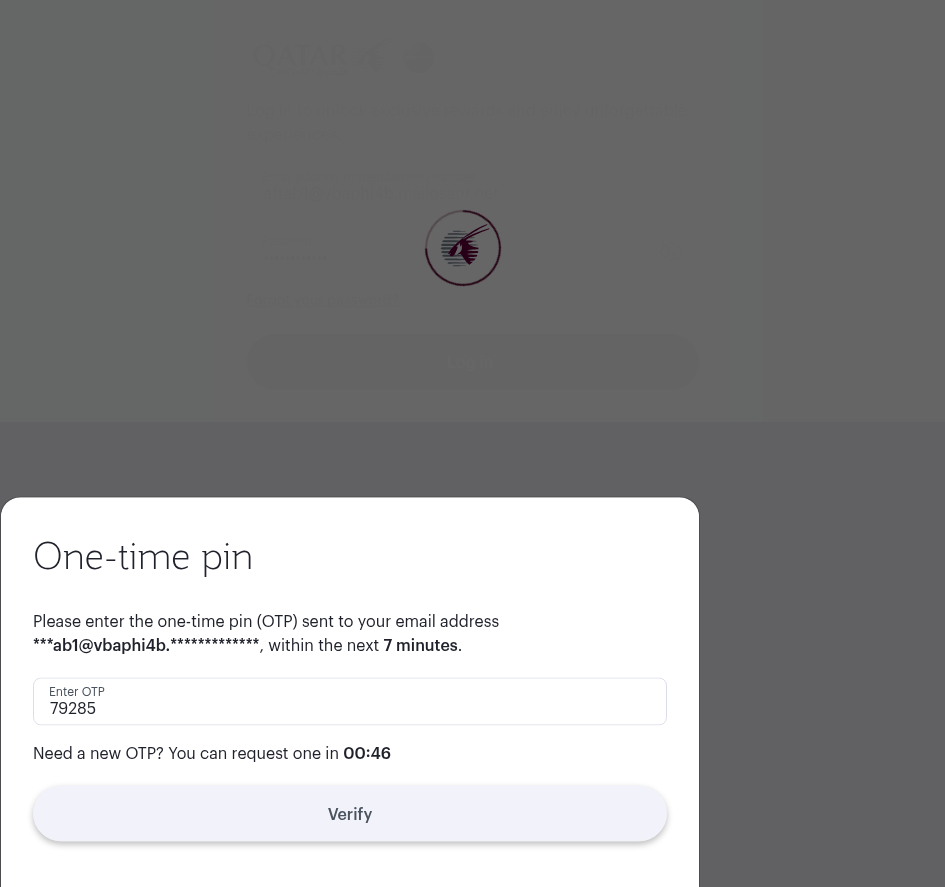 QATAR
One-time pin
Please enter the one-time pin (OTP) sent to your email address
***ab1@vbaphi4b.*************, within the next 7 minutes.
Enter OTP
79285
Need a new OTP? You can request one in 00:46
Verify